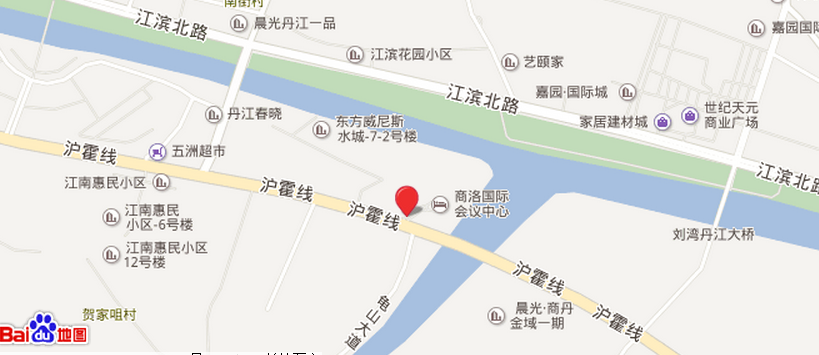 南街村
江滨北路
晨光丹江一品
嘉园国际
江滨花园小区
艺颐家
嘉园·国际城
江滨北路
世纪天元
商业广场
家居建材城
丹江春晓
东方威尼斯
水城-7-2号楼
沪霍线
五洲超市
江南惠民小区
沪霍线
江滨北路
商洛国际
会议中心
沪霍线
江南惠民
小区-6号楼
刘湾丹江大桥
江南惠民小区
12号楼
沪霍线
龟山大道
贺家咀村
晨光·商丹
金域一期
沪霍线
Bai du 地图